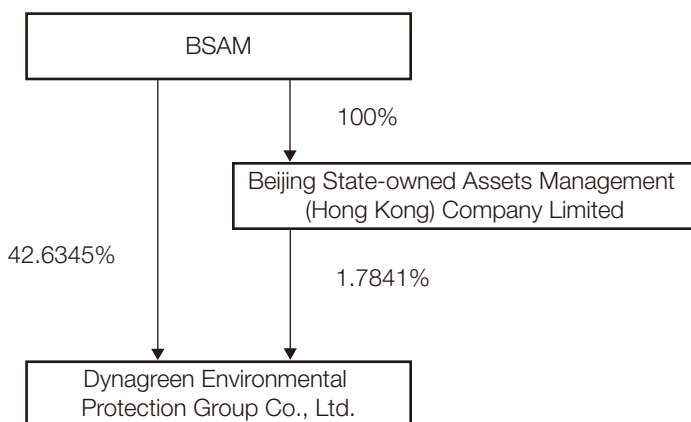 BSAM
100%
Beijing State-owned Assets Management
(Hong Kong) Company Limited
42.6345%
1.7841%
Dynagreen Environmental
Protection Group Co., Ltd.